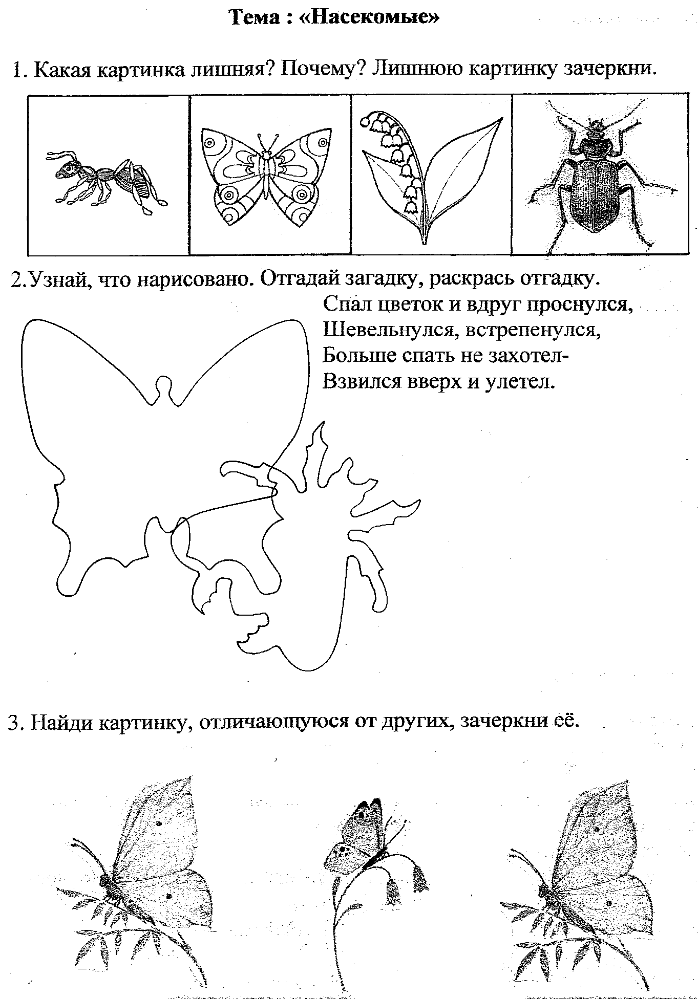 Тема : «Насекомые»
1. Какая картинка лишняя? Почему? Лишнюю картинку зачеркни.
2.Узнай, что нарисовано. Отгадай загадку, раскрась отгадку.
Спал цветок и вдруг проснулся,
Шевельнулся, встрепенулся,
Больше спать не захотел-
Взвился вверх и улетел.
3. Найди картинку, отличающуюся от других, зачеркни её.